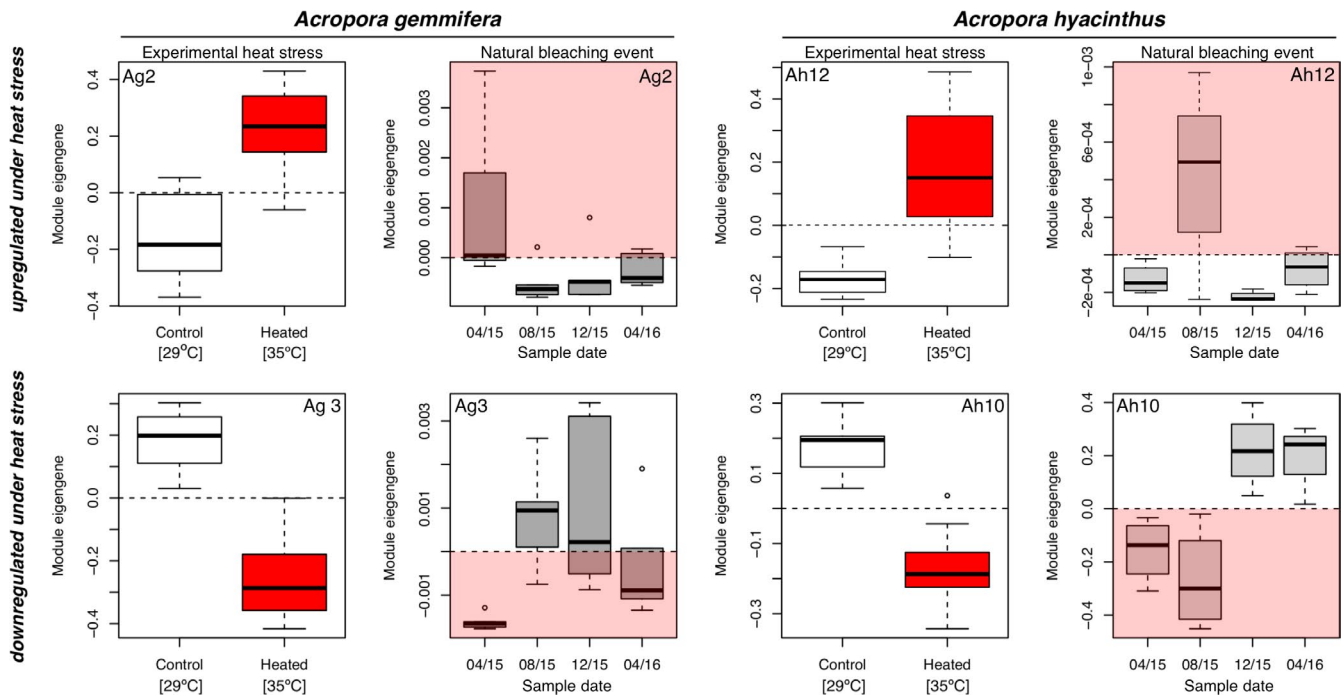 Acropora gemmifera
Acropora hyacinthus
upregulated under heat stress
Experimental heat stress
Ag2
Module eigengene
0.4
0.2
0.0
−0.2
−0.4
Control
[29°C]
Heated
[35ºC]
Natural bleaching event
Ag2
Module eiegengene
0.003
0.002
0.001
0.000
04/15 08/15 12/15 04/16
Sample date
Experimental heat stress
Ah12
Module eigengene
0.4
0.2
0.0
−0.2
Control
[29ºC]
Heated
[35ºC]
Natural bleaching event
Ah12
Module eiegengene
1e−03
6e−04
2e−04
−2e−04
04/15 08/15 12/15 04/16
Sample date
downregulated under heat stress
Ag 3
Module eigengene
0.2
0.0
−0.2
−0.4
Control
[29ºC]
Heated
[35ºC]
Ag3
Module eigengene
0.003
0.001
−0.001
04/15 08/15 12/15 04/16
Sample date
Ah10
Module eigengene
0.3
0.1
−0.1
−0.3
Control
[29ºC]
Heated
[35ºC]
Ah10
Module eigengene
0.4
0.2
0.0
−0.2
−0.4
04/15 08/15 12/15 04/16
Sample date